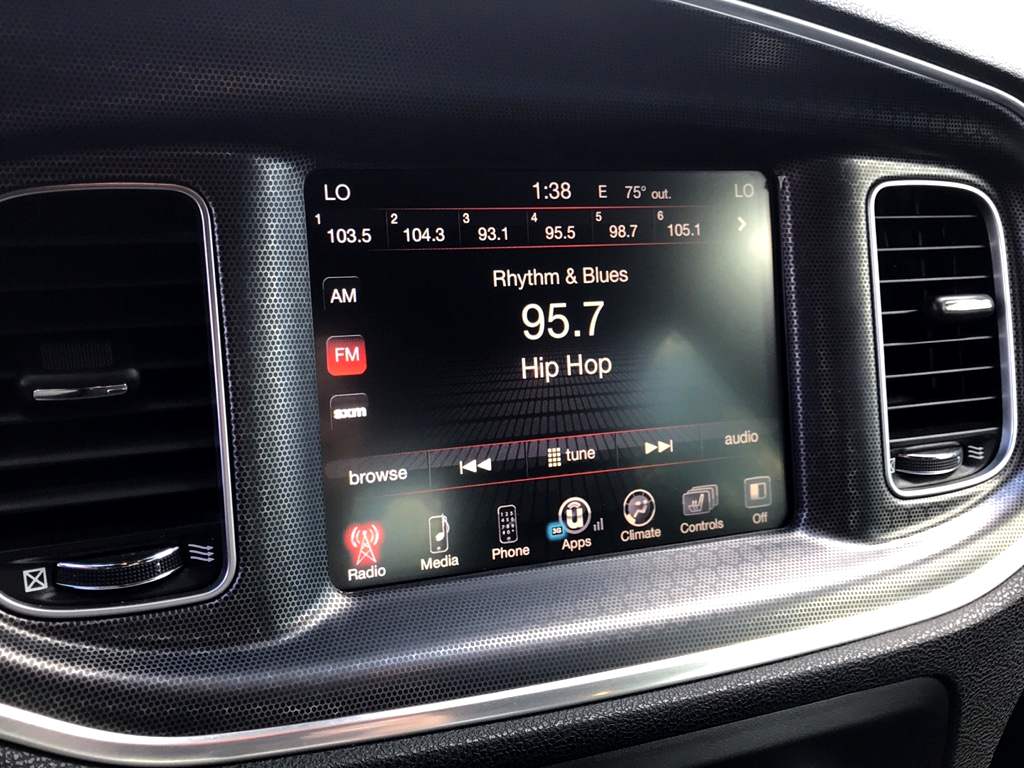 LO 1:38 E 75° out. LO
1 2 3 4 5 6
103.5 104.3 93.1 95.5 98.7 105.1
Rhythm & Blues
AM
95.7
FM
Hip Hop
sxm
browse tune audio
3G
Radio Media Phone Apps Climate Controls Off